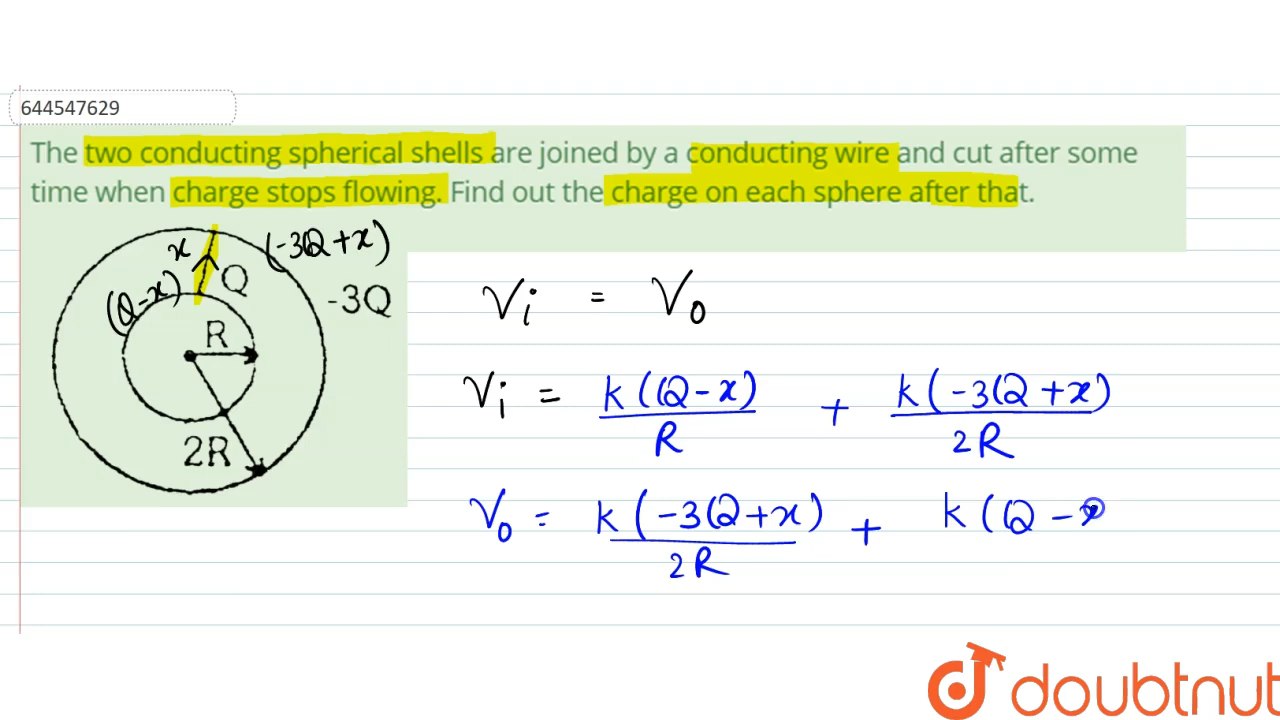 644547629
The two conducting spherical shells are joined by a conducting wire and cut after some
time when charge stops flowing. Find out the charge on each sphere after that.
x
(-3Q+x)
(Q-x)
Q
-3Q
R
2R
Vi = Vo
Vi = k(Q-x)/R + k(-3Q+x)/2R
Vo = k(-3Q+x)/2R + k(Q-x
doubtnut